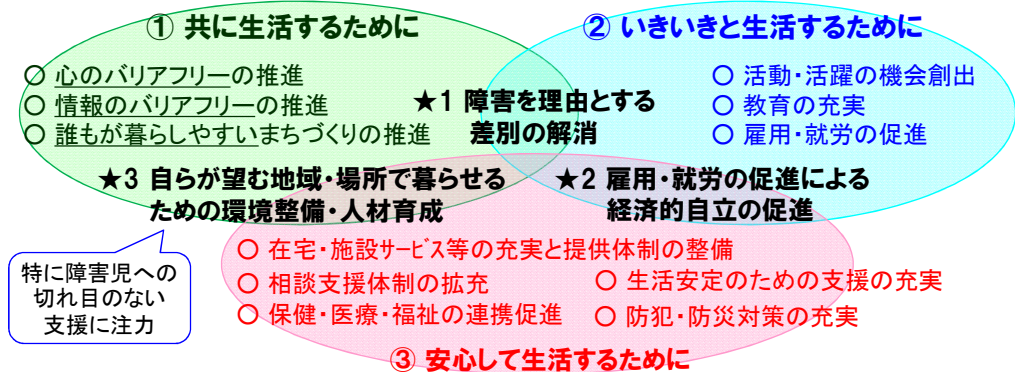 ① 共に生活するために
○ 心のバリアフリーの推進
○ 情報のバリアフリーの推進
○ 誰もが暮らしやすいまちづくりの推進
② いきいきと生活するために
○ 活動・活躍の機会創出
○ 教育の充実
○ 雇用・就労の促進
★1 障害を理由とする
差別の解消
★3 自らが望む地域・場所で暮らせる
ための環境整備・人材育成
★2 雇用・就労の促進による
経済的自立の促進
特に障害児への
切れ目のない
支援に注力
○ 在宅・施設サービス等の充実と提供体制の整備
○ 相談支援体制の拡充
○ 生活安定のための支援の充実
○ 保健・医療・福祉の連携促進
○ 防犯・防災対策の充実
③ 安心して生活するために